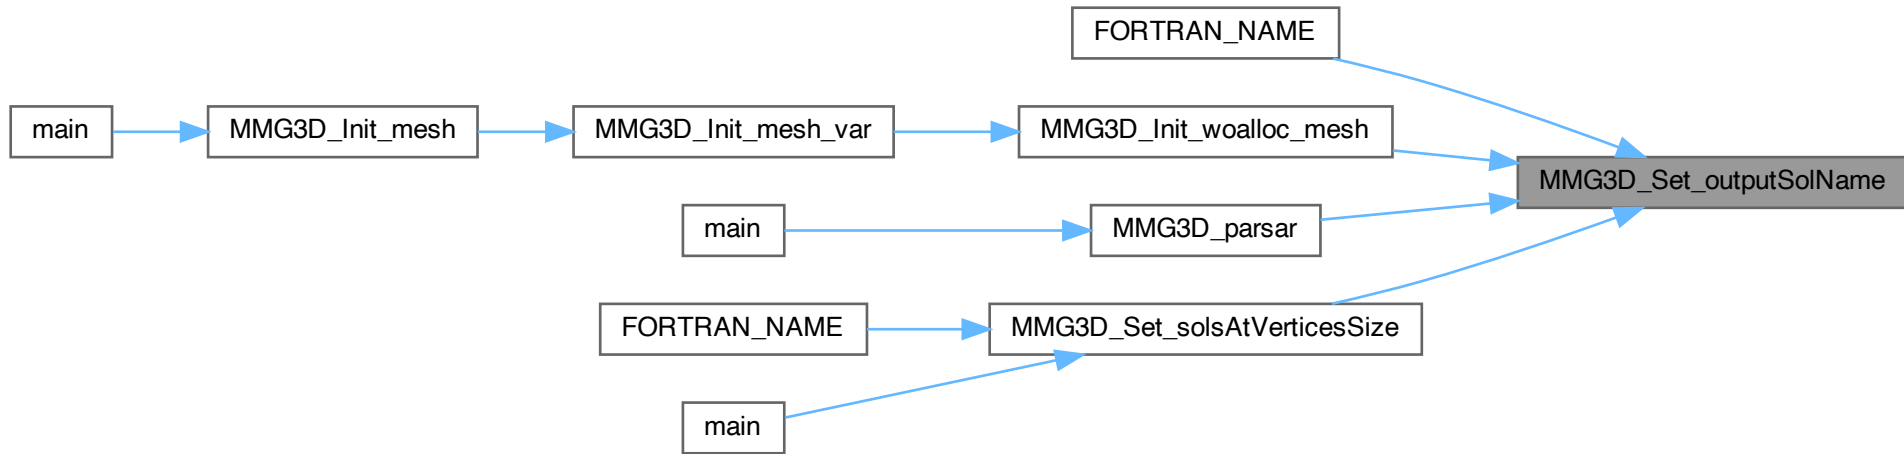 FORTRAN_NAME
main
MMG3D_Init_mesh
MMG3D_Init_mesh_var
MMG3D_Init_woalloc_mesh
MMG3D_Set_outputSolName
main
MMG3D_parsar
FORTRAN_NAME
MMG3D_Set_solsAtVerticesSize
main